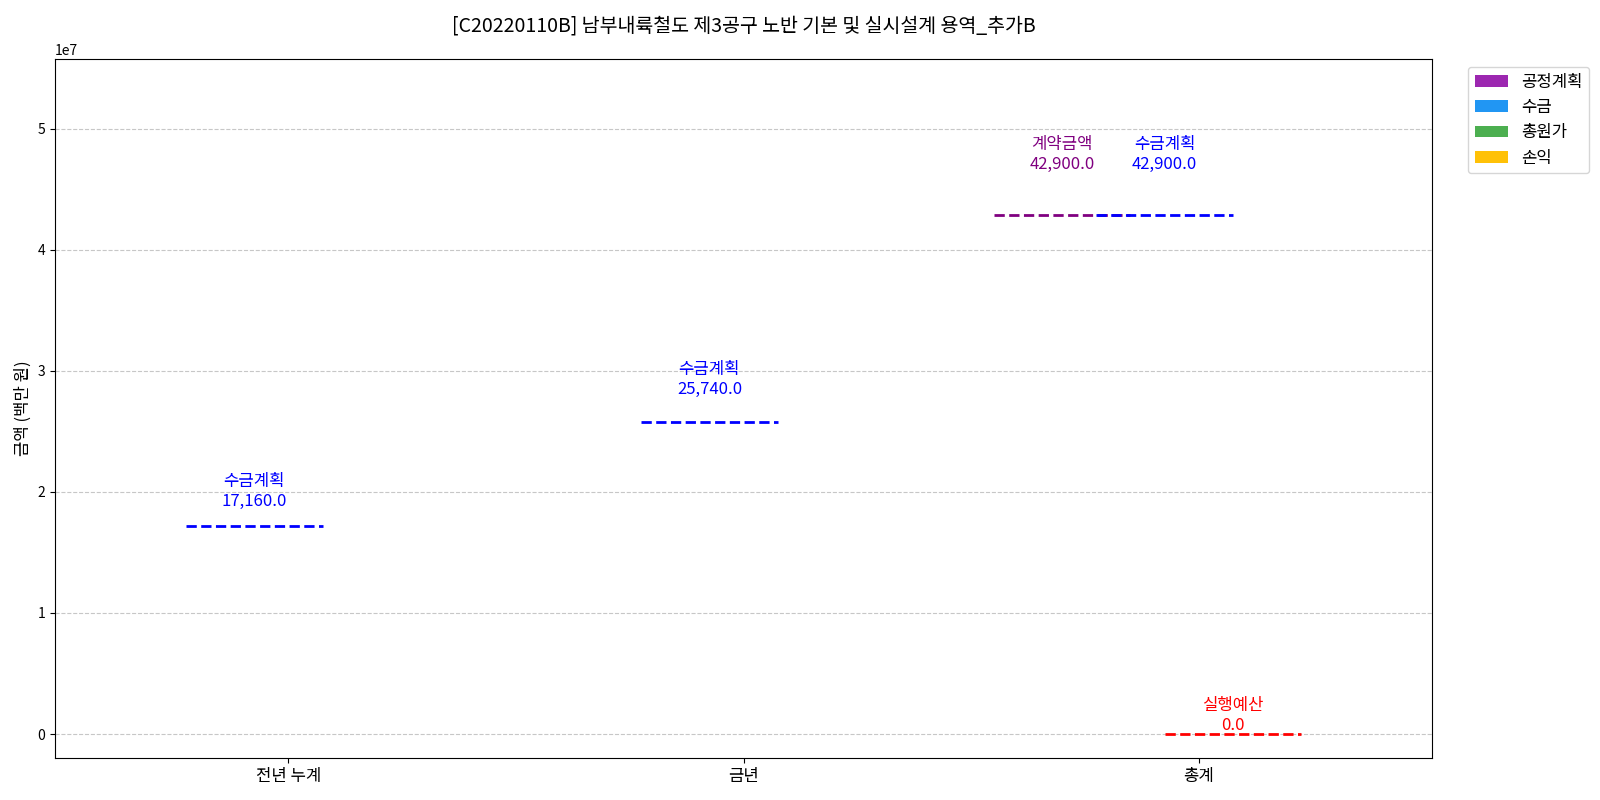 [C20220110B] 남부내륙철도 제3공구 노반 기본 및 실시설계 용역_추가B
1e7
공정계획
수금
총원가
손익
금액 (백만 원)
5
4
3
2
1
0
계약금액
42,900.0
수금계획
42,900.0
수금계획
25,740.0
수금계획
17,160.0
실행예산
0.0
전년 누계
금년
총계